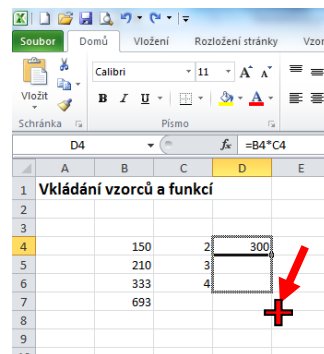 Soubor Domů Vložení Rozložení stránky Vzor
Calibri 11 A A
Vložit B I U A
Schránka Písmo
D4 fx =B4*C4
A B C D E
1 Vkládání vzorců a funkcí
2
3
4 150 2 300
5 210 3
6 333 4
7 693
8
9